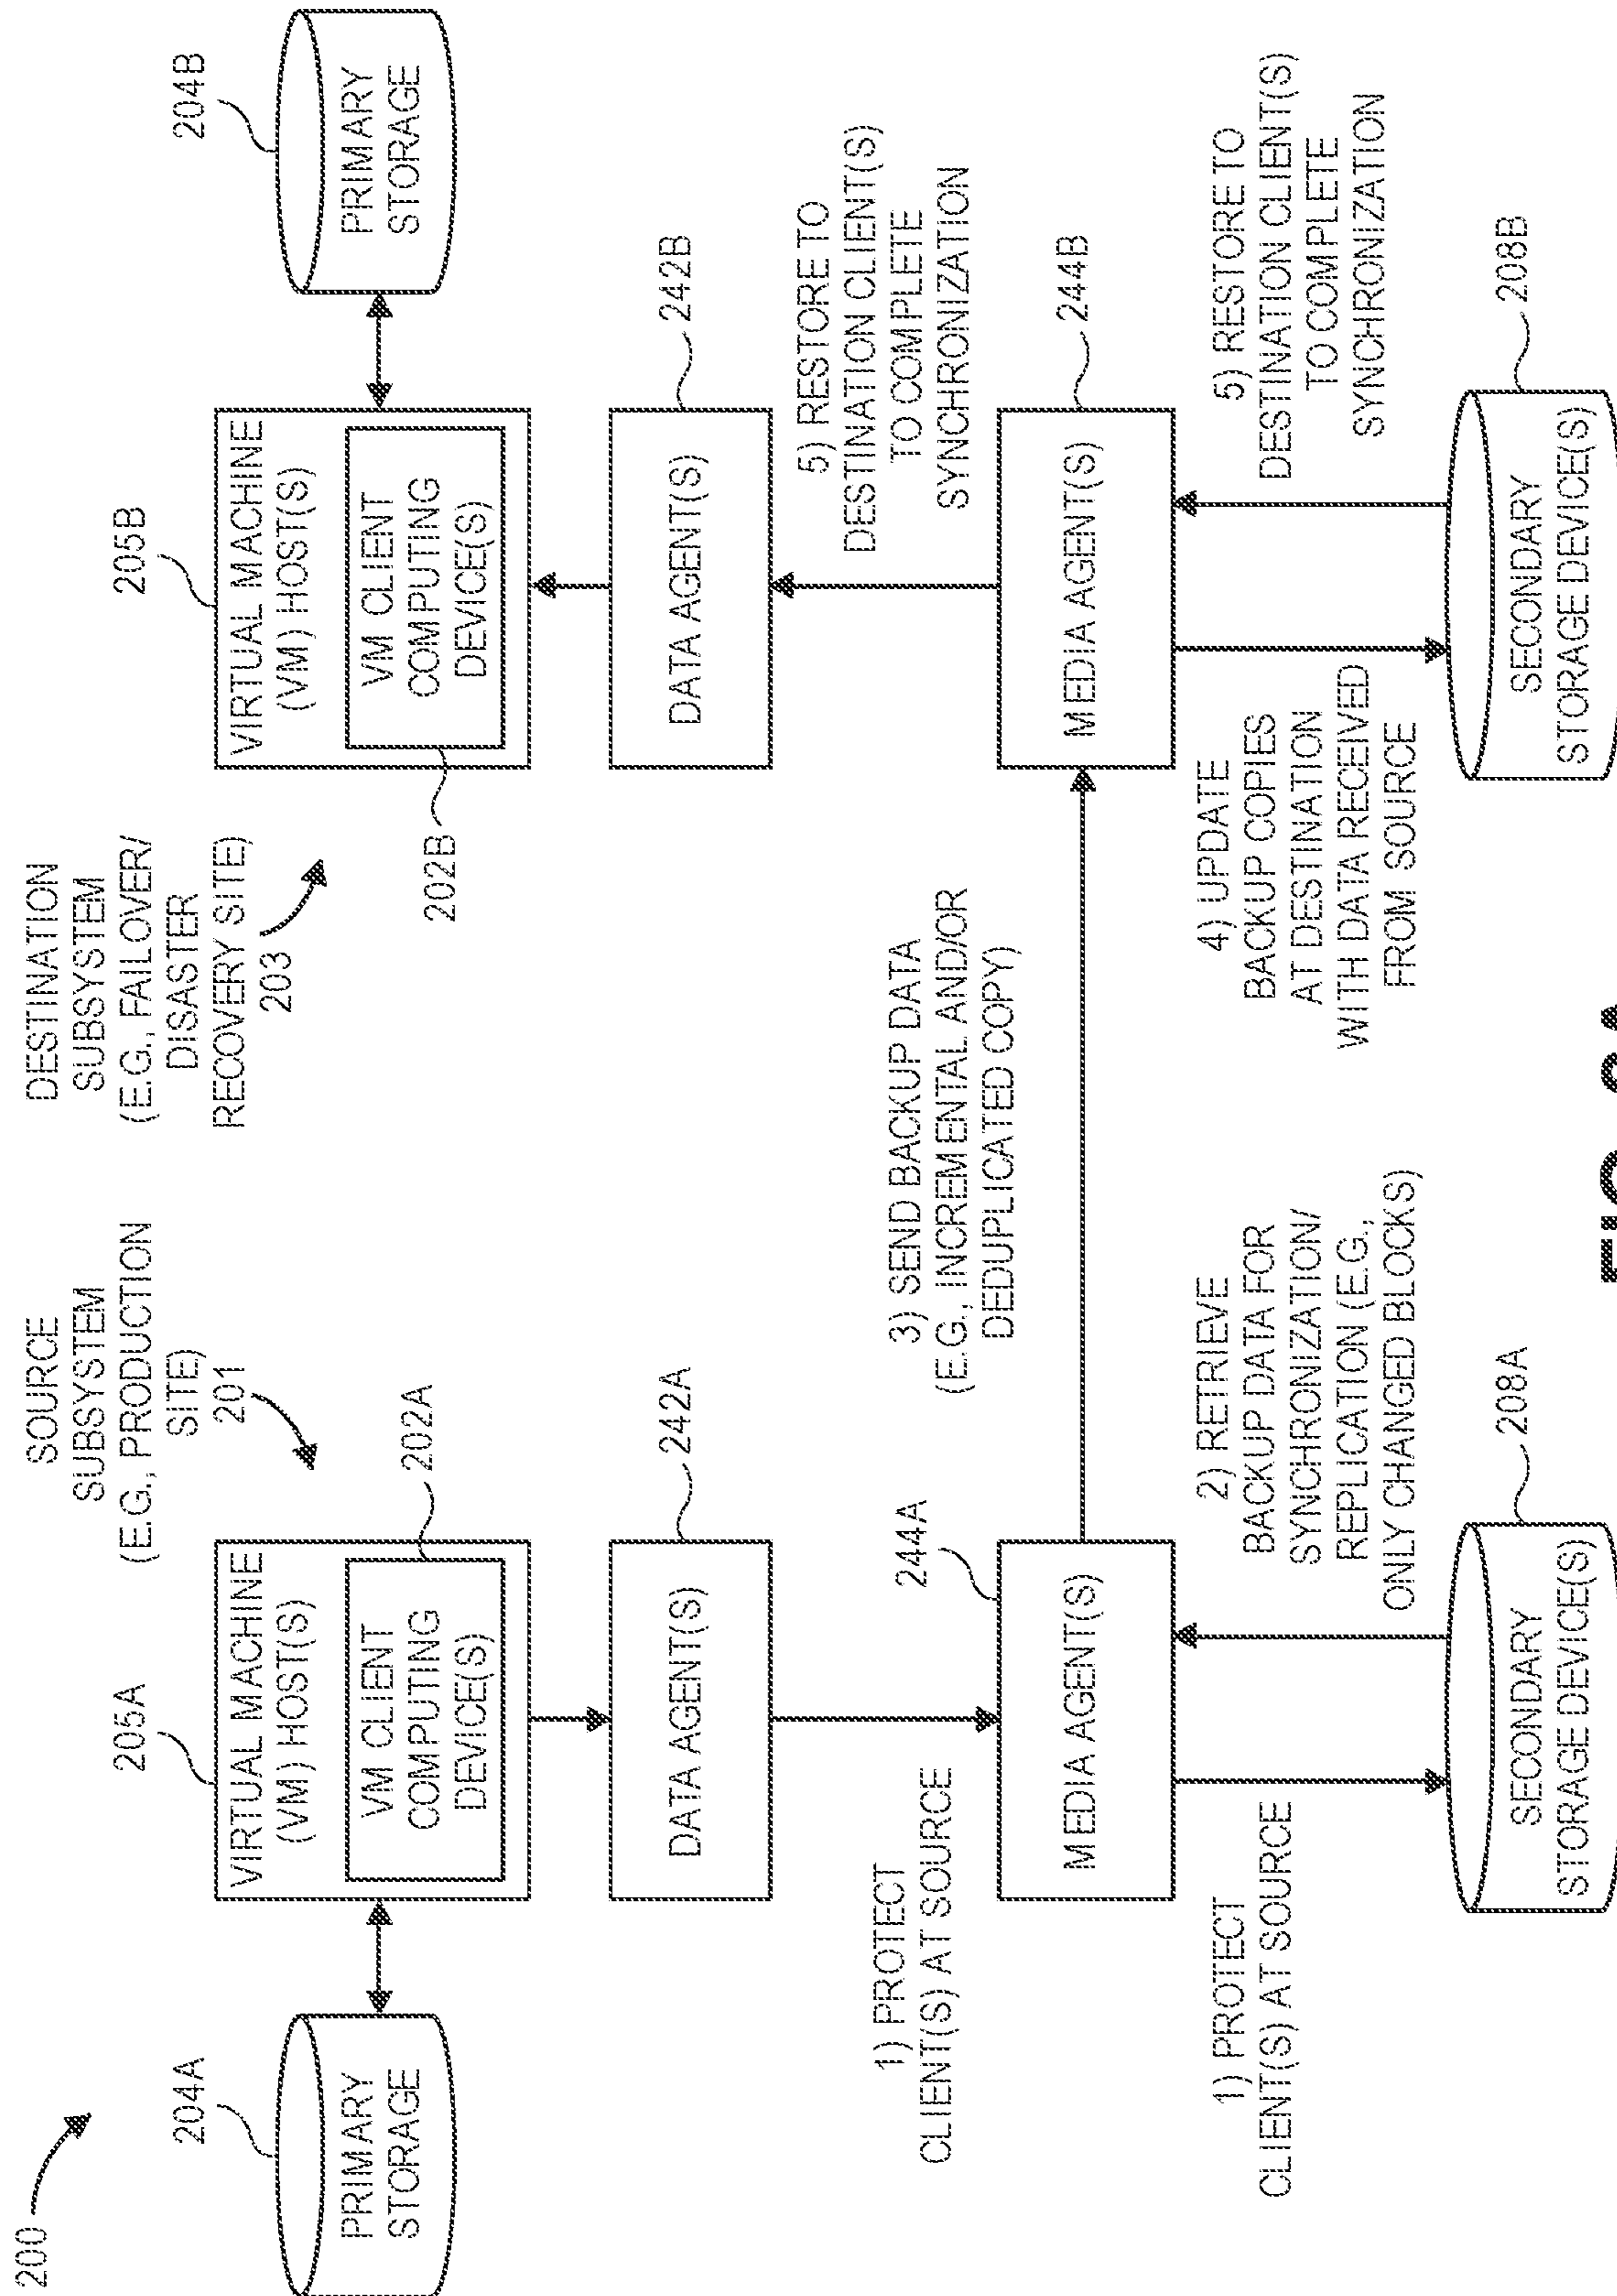 200
SOURCE
SUBSYSTEM
(E.G., PRODUCTION
SITE)
201
DESTINATION
SUBSYSTEM
(E.G., FAILOVER/
DISASTER
RECOVERY SITE)
203
204A
PRIMARY
STORAGE
205A
VIRTUAL MACHINE
(VM) HOST(S)
VM CLIENT
COMPUTING
DEVICE(S)
202A
205B
VIRTUAL MACHINE
(VM) HOST(S)
VM CLIENT
COMPUTING
DEVICE(S)
202B
204B
PRIMARY
STORAGE
DATA AGENT(S)
242A
DATA AGENT(S)
242B
1) PROTECT
CLIENT(S) AT SOURCE
3) SEND BACKUP DATA
(E.G., INCREMENTAL AND/OR
DEDUPLICATED COPY)
5) RESTORE TO
DESTINATION CLIENT(S)
TO COMPLETE
SYNCHRONIZATION
244A
MEDIA AGENT(S)
MEDIA AGENT(S)
244B
1) PROTECT
CLIENT(S) AT SOURCE
2) RETRIEVE
BACKUP DATA FOR
SYNCHRONIZATION/
REPLICATION (E.G.,
ONLY CHANGED BLOCKS)
4) UPDATE
BACKUP COPIES
AT DESTINATION
WITH DATA RECEIVED
FROM SOURCE
5) RESTORE TO
DESTINATION CLIENT(S)
TO COMPLETE
SYNCHRONIZATION
SECONDARY
STORAGE DEVICE(S)
208A
SECONDARY
STORAGE DEVICE(S)
208B